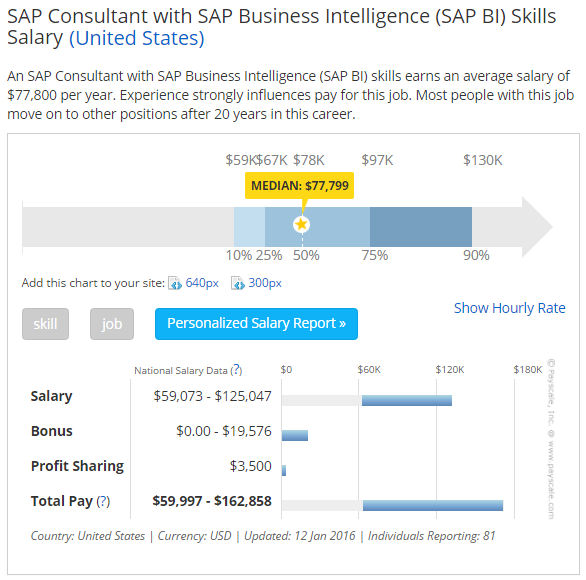 SAP Consultant with SAP Business Intelligence (SAP BI) Skills
Salary (United States)
An SAP Consultant with SAP Business Intelligence (SAP BI) skills earns an average salary of
$77,800 per year. Experience strongly influences pay for this job. Most people with this job
move on to other positions after 20 years in this career.
$59K$67K $78K $97K $130K
MEDIAN: $77,799
10% 25% 50% 75% 90%
Add this chart to your site: 640px 300px
Show Hourly Rate
skill job Personalized Salary Report »
National Salary Data (?) $0 $60K $120K $180K
Salary $59,073 - $125,047
Bonus $0.00 - $19,576
Profit Sharing $3,500
Total Pay (?) $59,997 - $162,858
© Payscale, Inc. @ www.payscale.com
Country: United States | Currency: USD | Updated: 12 Jan 2016 | Individuals Reporting: 81